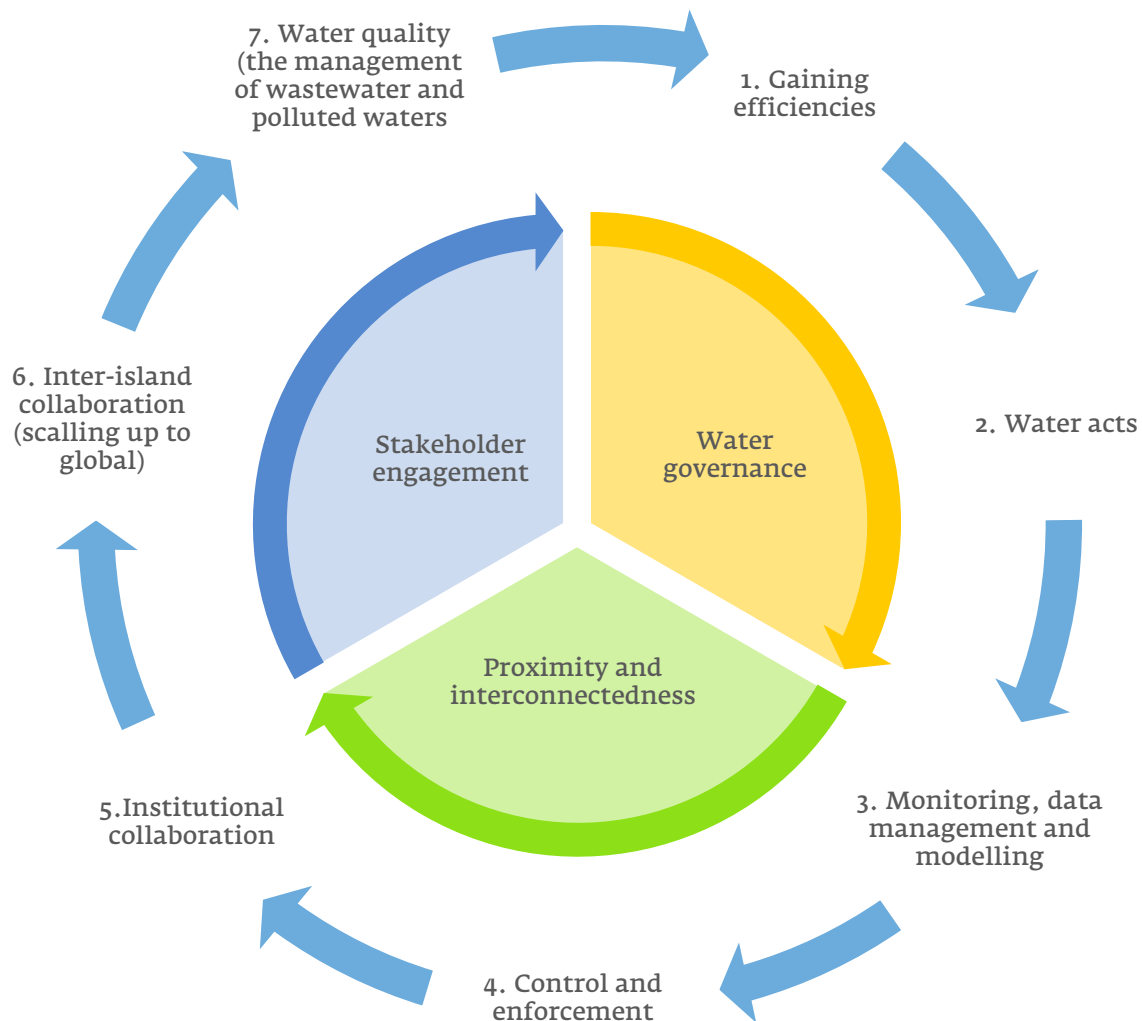 7. Water quality
(the management
of wastewater and
polluted waters
1. Gaining
efficiencies
2. Water acts
3. Monitoring, data
management and
modelling
4. Control and
enforcement
5.Institutional
collaboration
6. Inter-island
collaboration
(scalling up to
global)
Stakeholder
engagement
Water
governance
Proximity and
interconnectedness